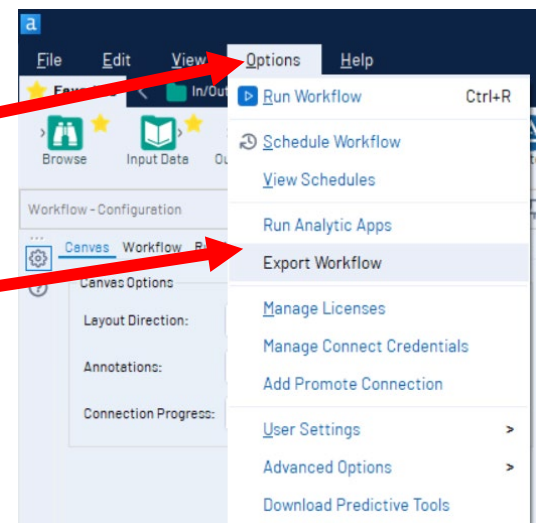 a
File Edit View Options Help
In/Out
Run Workflow Ctrl+R
Browse Input Data
Schedule Workflow
View Schedules
Workflow - Configuration
Run Analytic Apps
Canvas Workflow
Export Workflow
Canvas Options
Layout Direction:
Manage Licenses
Manage Connect Credentials
Annotations:
Add Promote Connection
Connection Progress:
User Settings >
Advanced Options >
Download Predictive Tools